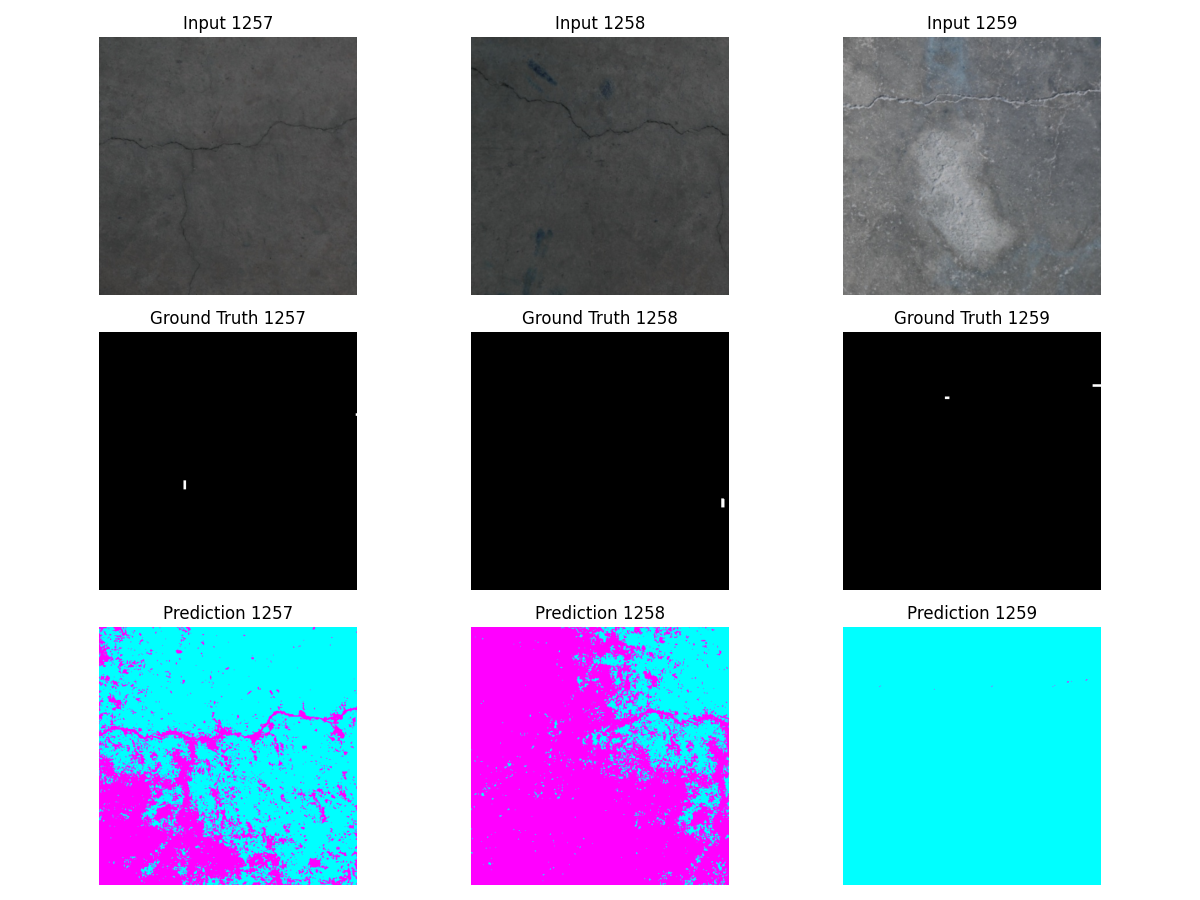 Input 1257
Input 1258
Input 1259
Ground Truth 1257
Ground Truth 1258
Ground Truth 1259
Prediction 1257
Prediction 1258
Prediction 1259